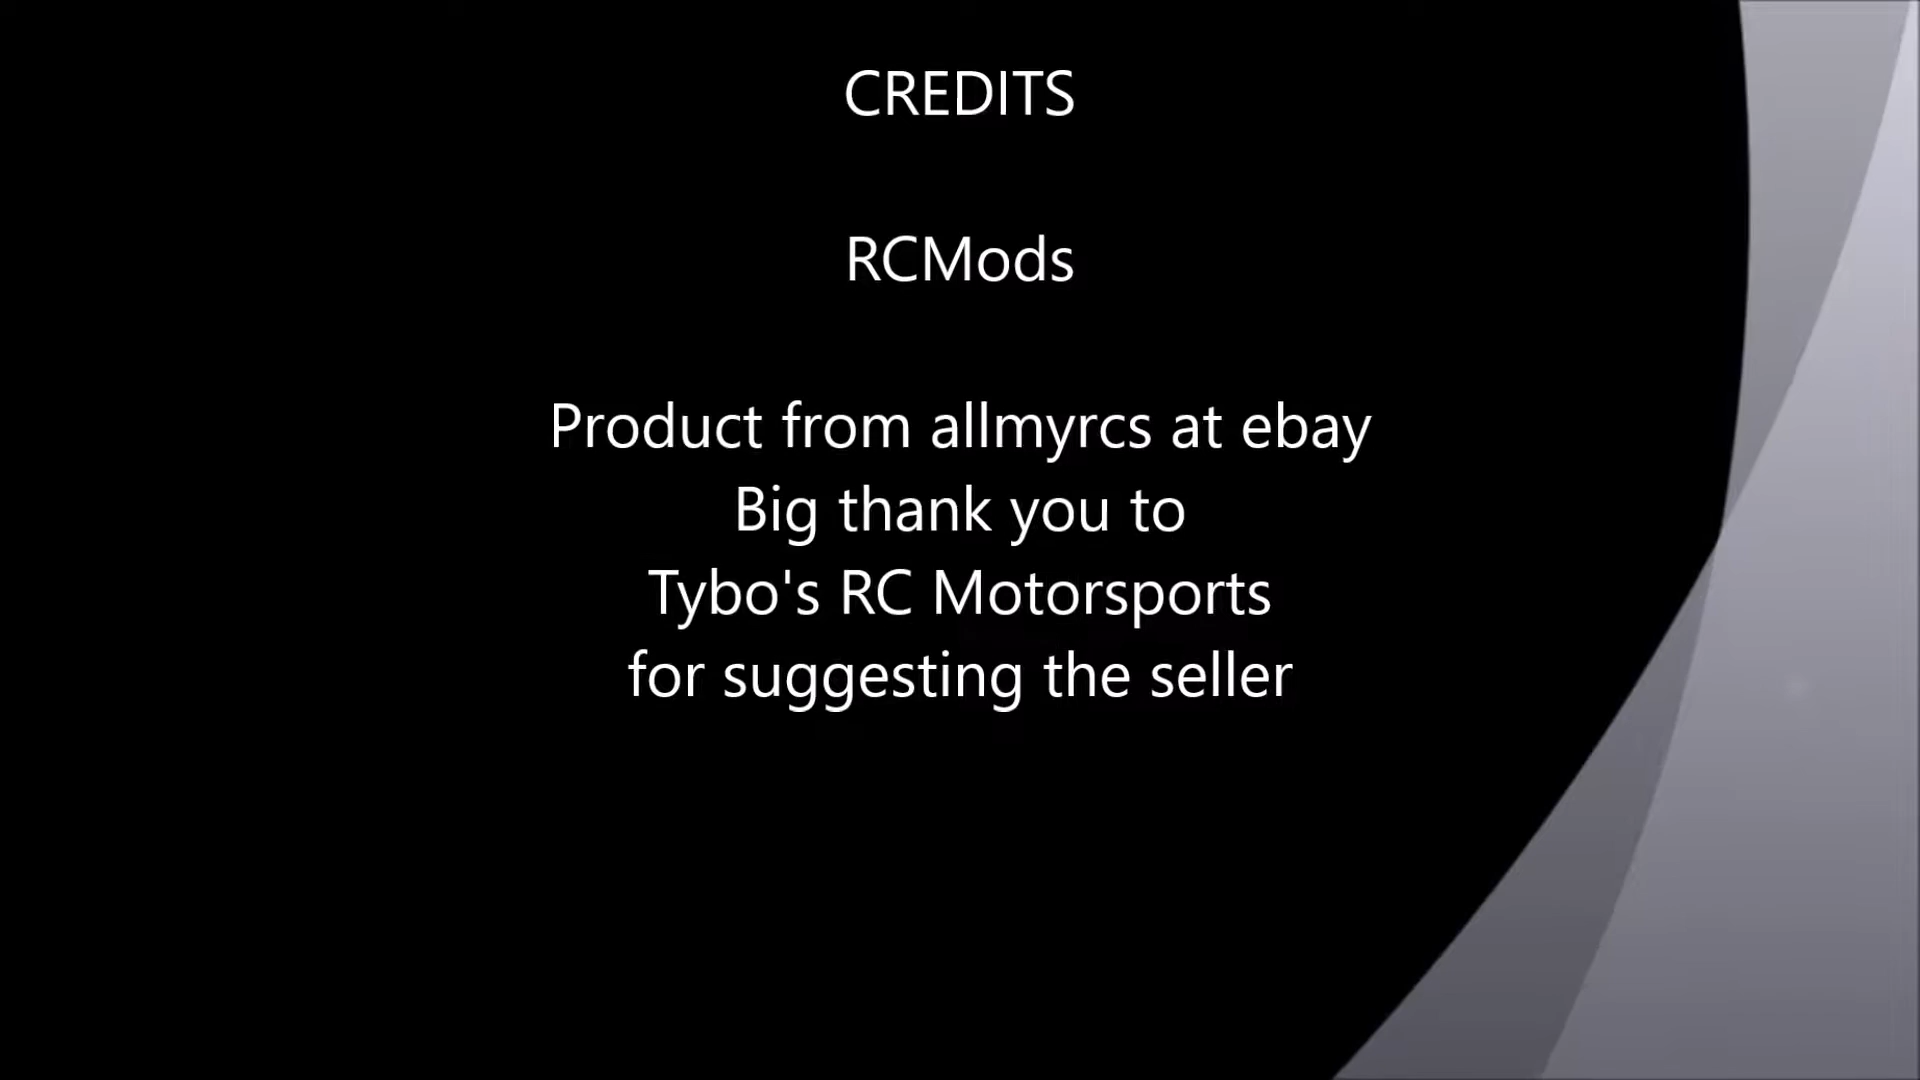 CREDITS
RCMods
Product from allmyrcs at ebay
Big thank you to
Tybo's RC Motorsports
for suggesting the seller